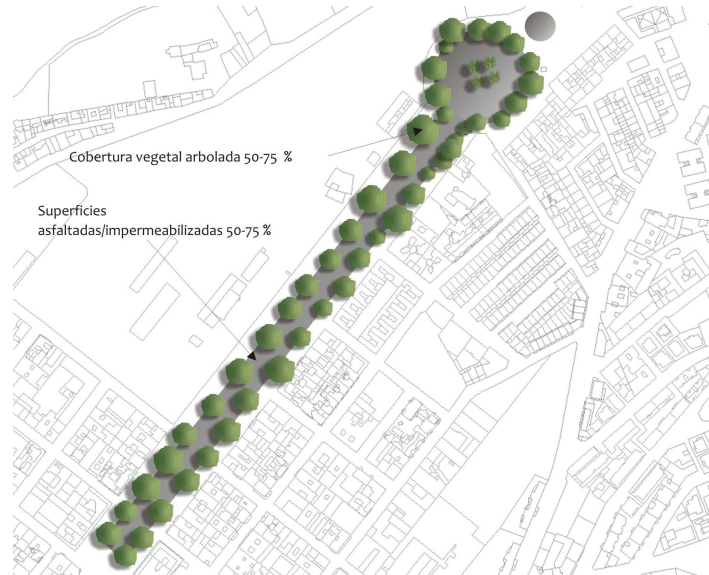 Cobertura vegetal arbolada 50-75 %
Superficies
asfaltadas/impermeabilizadas 50-75 %